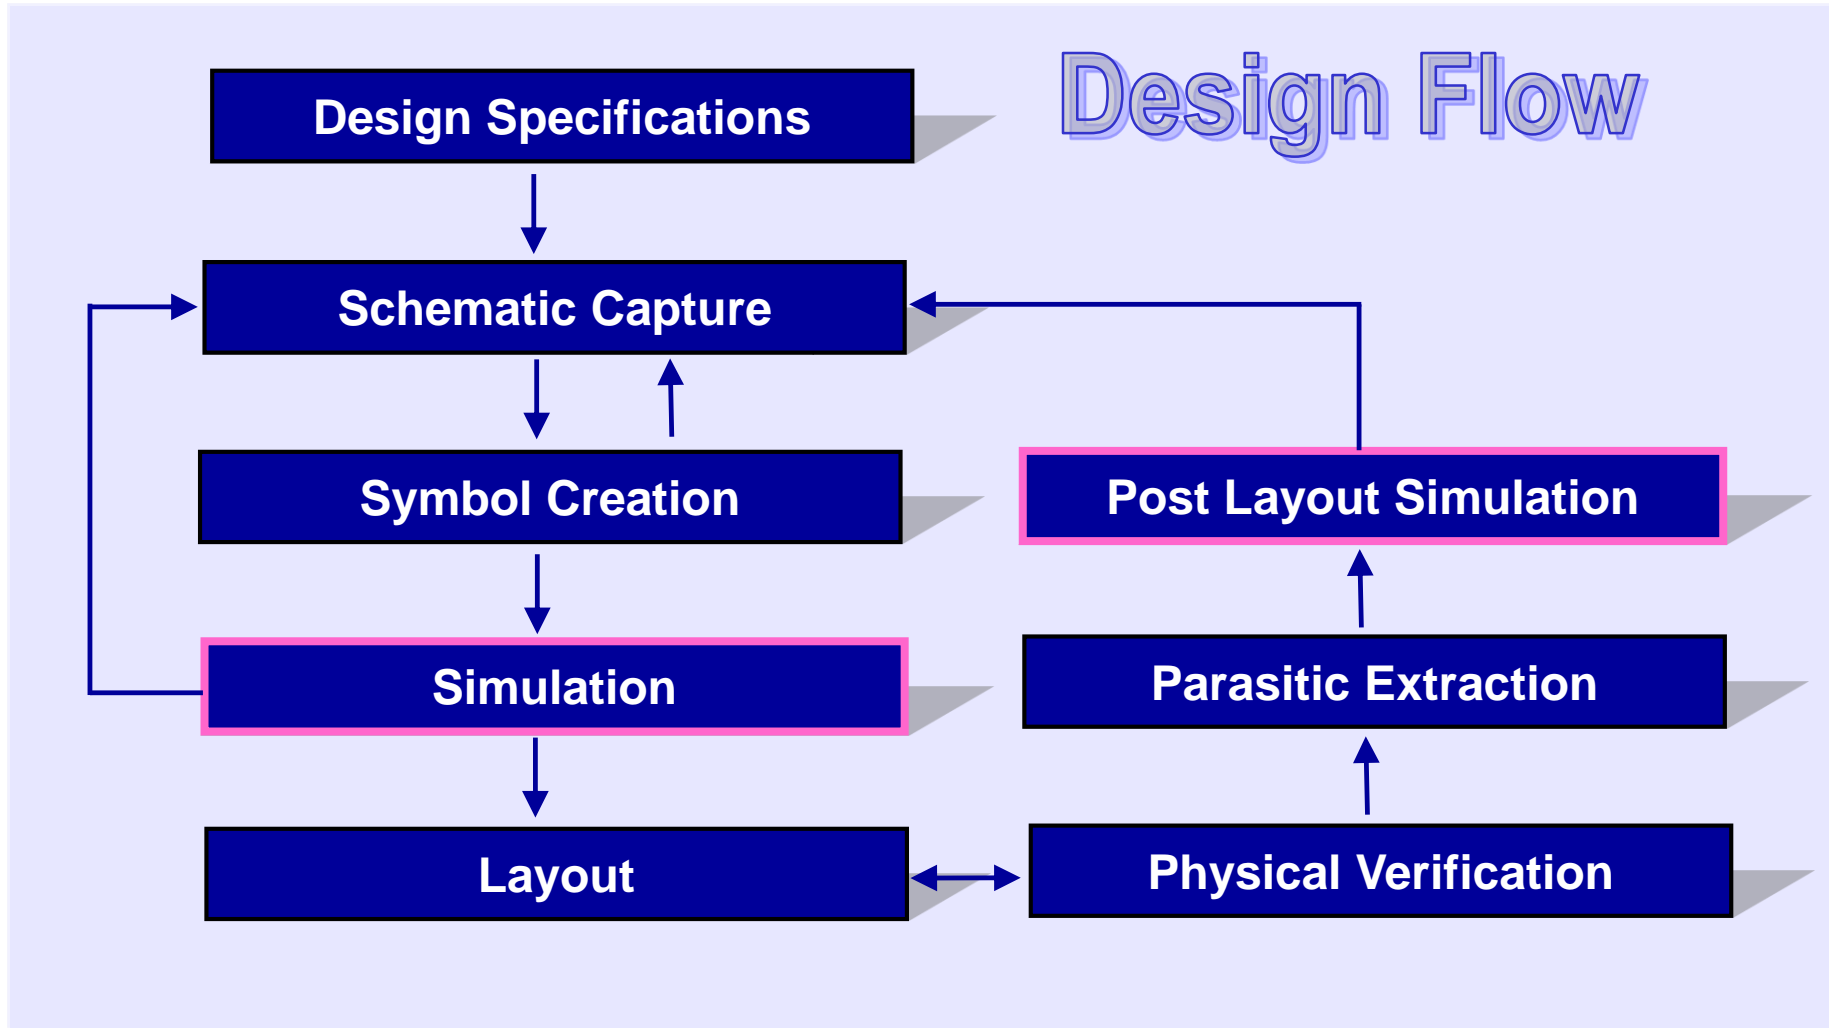 Design Flow
Design Specifications
Schematic Capture
Symbol Creation
Simulation
Layout
Post Layout Simulation
Parasitic Extraction
Physical Verification